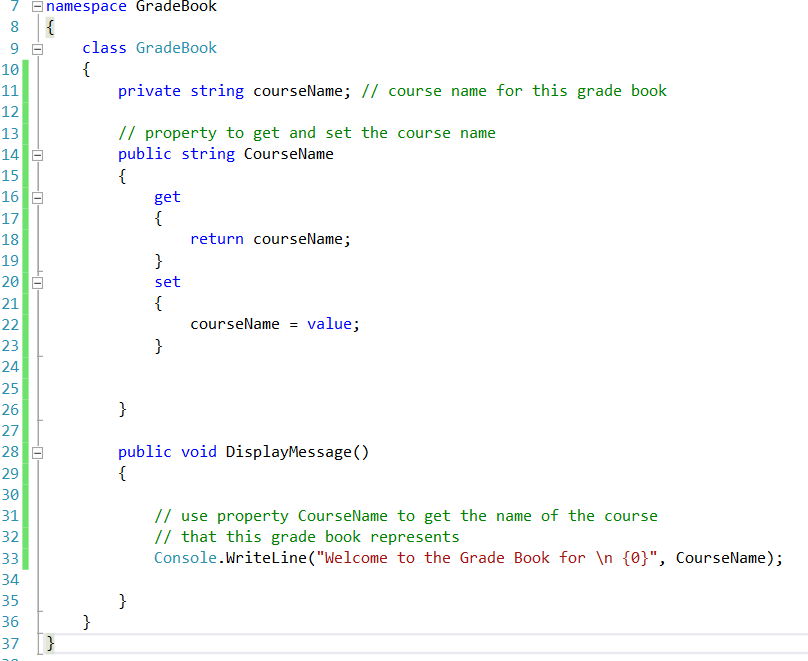 7 namespace GradeBook
8 {
9 class GradeBook
10 {
11 private string courseName; // course name for this grade book
12
13 // property to get and set the course name
14 public string CourseName
15 {
16 get
17 {
18 return courseName;
19 }
20 set
21 {
22 courseName = value;
23 }
24
25
26 }
27
28 public void DisplayMessage()
29 {
30
31 // use property CourseName to get the name of the course
32 // that this grade book represents
33 Console.WriteLine("Welcome to the Grade Book for \n {0}", CourseName);
34
35 }
36 }
37 }